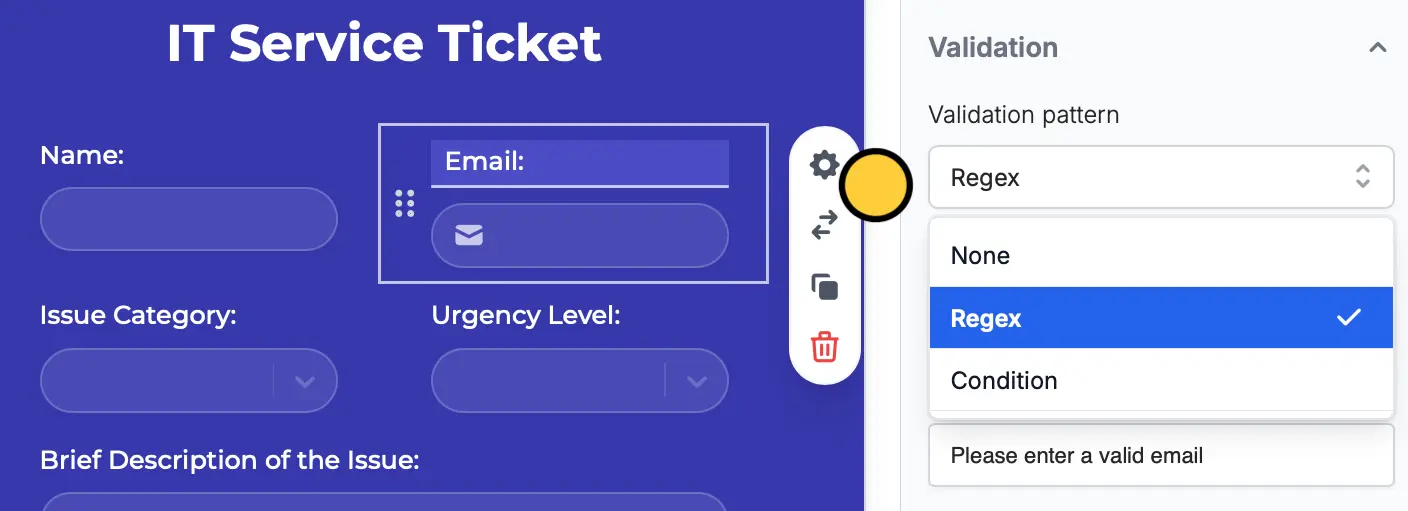 IT Service Ticket
Name:
Email:
Issue Category:
Urgency Level:
Brief Description of the Issue:
Validation
Validation pattern
Regex
None
Regex
Condition
Please enter a valid email